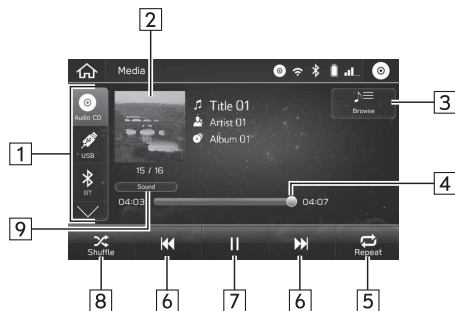 2
Media
Title 01
Artist 01
Album 01
Browse
3
Audio CD
1
USB
BT
15 / 16
Sound
04:03
04:07
4
9
Shuffle
Repeat
8
6
7
6
5